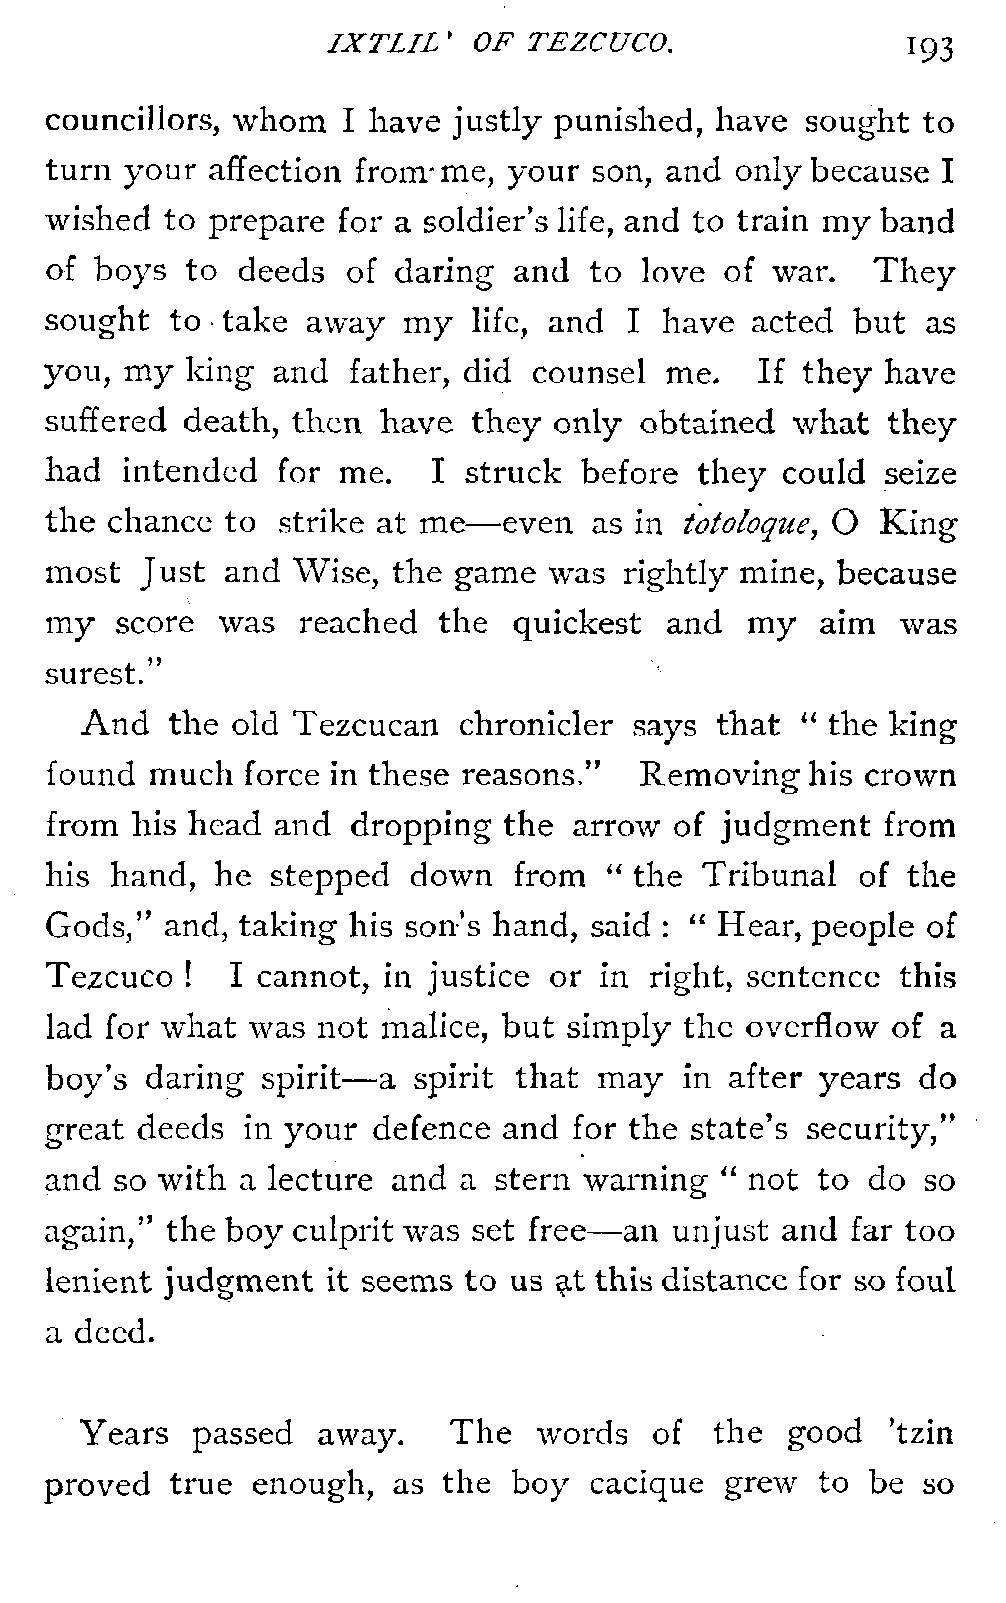 IXTLIL' OF TEZCUCO. 193
councillors, whom I have justly punished, have sought to
turn your affection from me, your son, and only because I
wished to prepare for a soldier's life, and to train my band
of boys to deeds of daring and to love of war. They
sought to take away my life, and I have acted but as
you, my king and father, did counsel me. If they have
suffered death, then have they only obtained what they
had intended for me. I struck before they could seize
the chance to strike at me—even as in totoloque, O King
most Just and Wise, the game was rightly mine, because
my score was reached the quickest and my aim was
surest."
And the old Tezcucan chronicler says that "the king
found much force in these reasons." Removing his crown
from his head and dropping the arrow of judgment from
his hand, he stepped down from "the Tribunal of the
Gods," and, taking his son's hand, said : "Hear, people of
Tezcuco ! I cannot, in justice or in right, sentence this
lad for what was not malice, but simply the overflow of a
boy's daring spirit—a spirit that may in after years do
great deeds in your defence and for the state's security,"
and so with a lecture and a stern warning "not to do so
again," the boy culprit was set free—an unjust and far too
lenient judgment it seems to us at this distance for so foul
a deed.
Years passed away. The words of the good 'tzin
proved true enough, as the boy cacique grew to be so